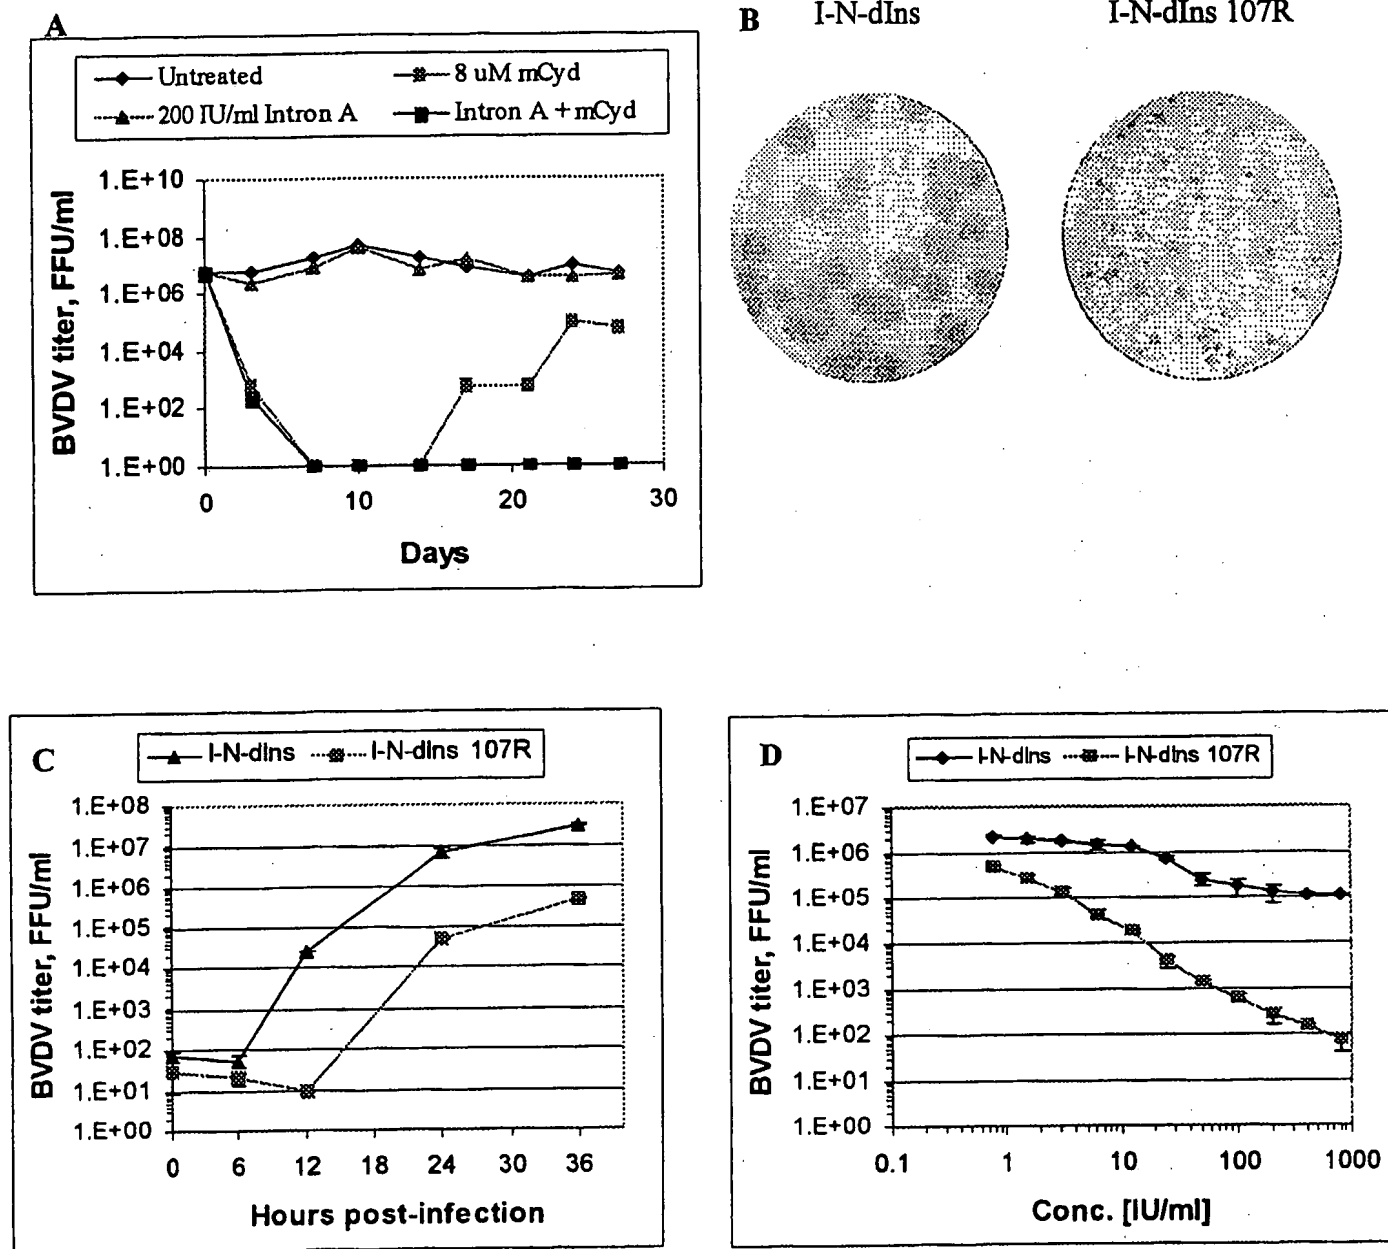 A
Untreated 8 uM mCyd
200 IU/ml Intron A Intron A + mCyd
BVDV titer, FFU/ml
1.E+10
1.E+08
1.E+06
1.E+04
1.E+02
1.E+00
0 10 20 30
Days
B I-N-dIns I-N-dIns 107R
C
I-N-dIns I-N-dIns 107R
BVDV titer, FFU/ml
1.E+08
1.E+07
1.E+06
1.E+05
1.E+04
1.E+03
1.E+02
1.E+01
1.E+00
0 6 12 18 24 30 36
Hours post-infection
D
I-N-dIns I-N-dIns 107R
BVDV titer, FFU/ml
1.E+07
1.E+06
1.E+05
1.E+04
1.E+03
1.E+02
1.E+01
1.E+00
0.1 1 10 100 1000
Conc. [IU/ml]